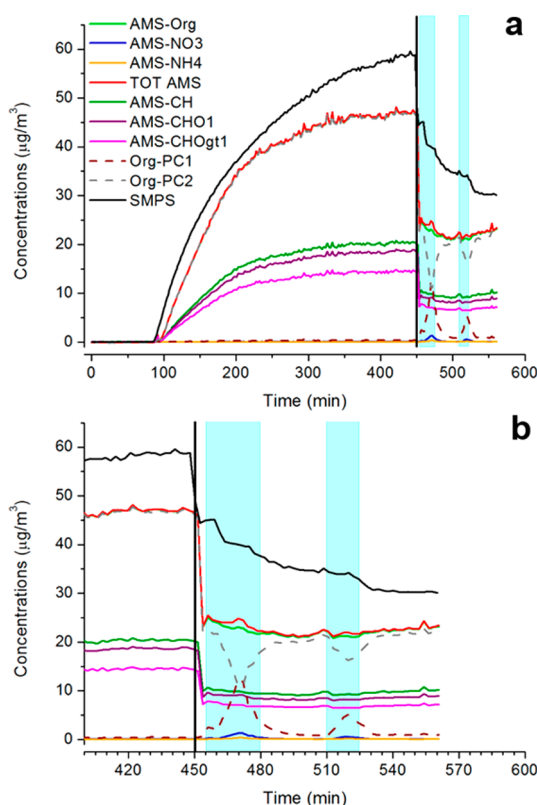 a
AMS-Org
AMS-NO3
AMS-NH4
TOT AMS
AMS-CH
AMS-CHO1
AMS-CHOgt1
Org-PC1
Org-PC2
SMPS
Concentrations (µg/m³)
60
50
40
30
20
10
0
0 100 200 300 400 500 600
Time (min)
b
Concentrations (µg/m³)
60
50
40
30
20
10
0
420 450 480 510 540 570 600
Time (min)